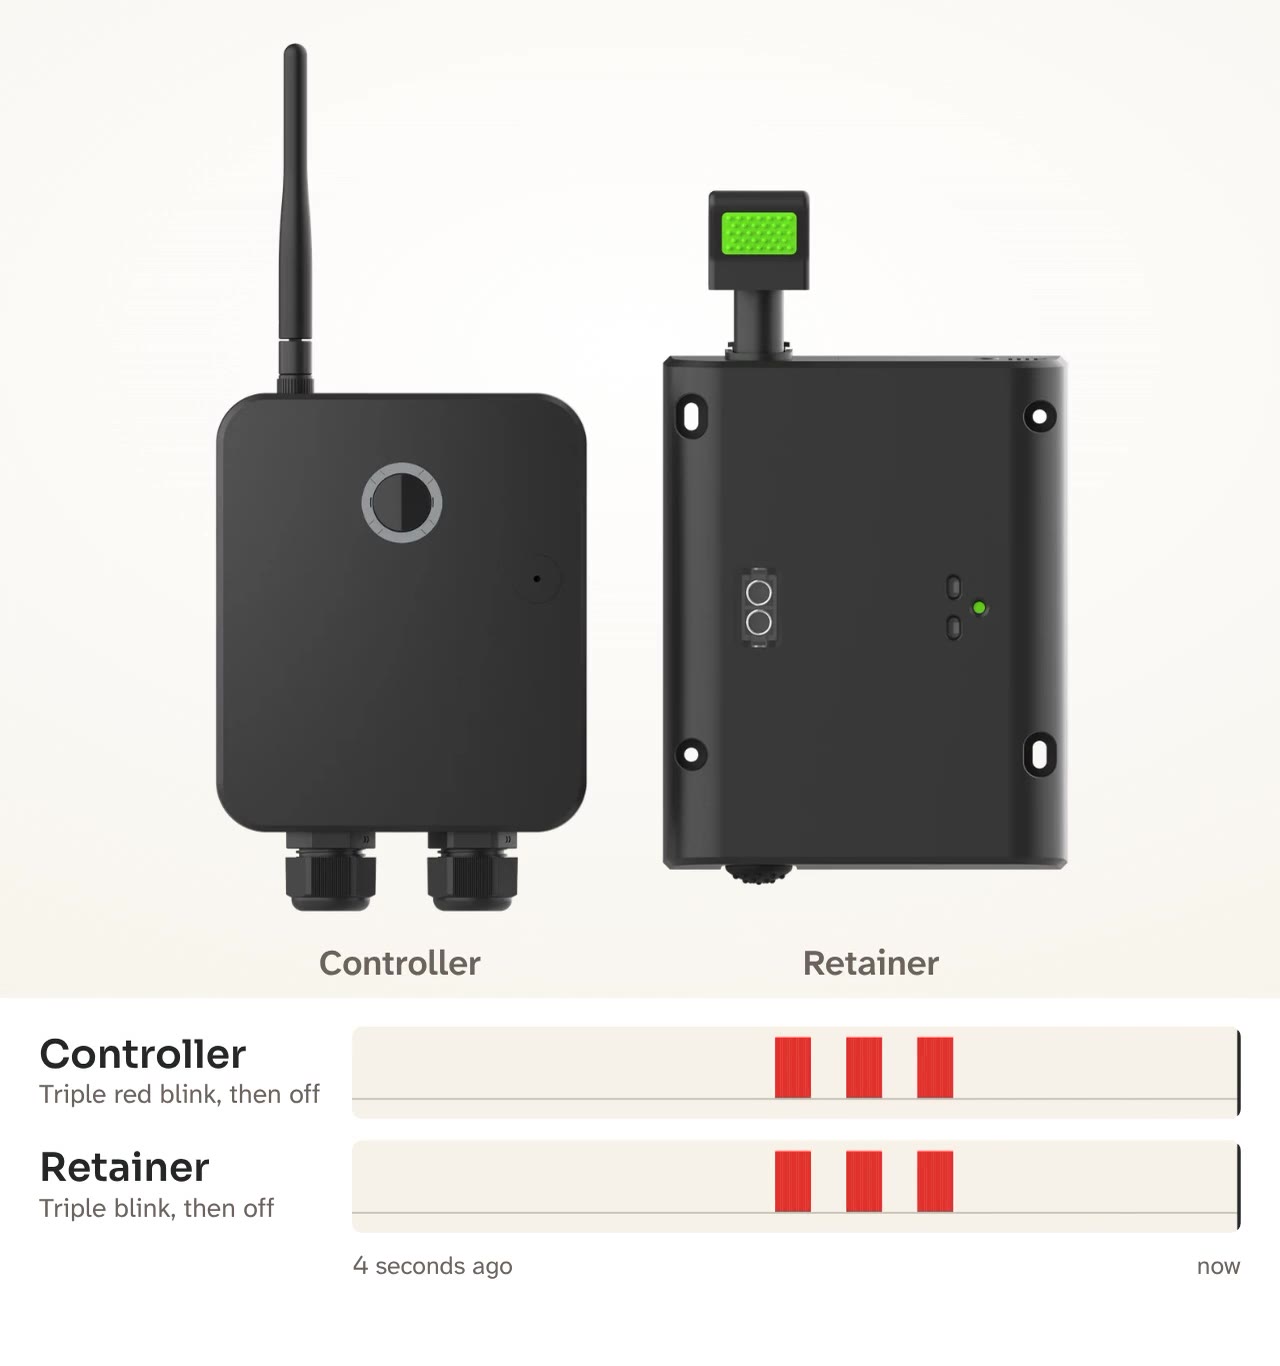 Controller
Retainer
Controller
Triple red blink, then off
Retainer
Triple blink, then off
4 seconds ago
now